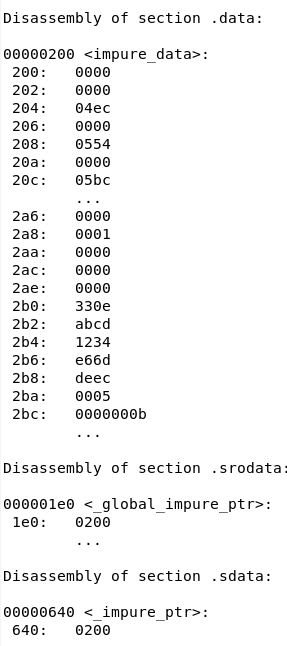 Disassembly of section .data:
00000200 <impure_data>:
200: 0000
202: 0000
204: 04ec
206: 0000
208: 0554
20a: 0000
20c: 05bc
...
2a6: 0000
2a8: 0001
2aa: 0000
2ac: 0000
2ae: 0000
2b0: 330e
2b2: abcd
2b4: 1234
2b6: e66d
2b8: deec
2ba: 0005
2bc: 0000000b
...
Disassembly of section .srodata:
000001e0 <_global_impure_ptr>:
1e0: 0200
...
Disassembly of section .sdata:
00000640 <_impure_ptr>:
640: 0200